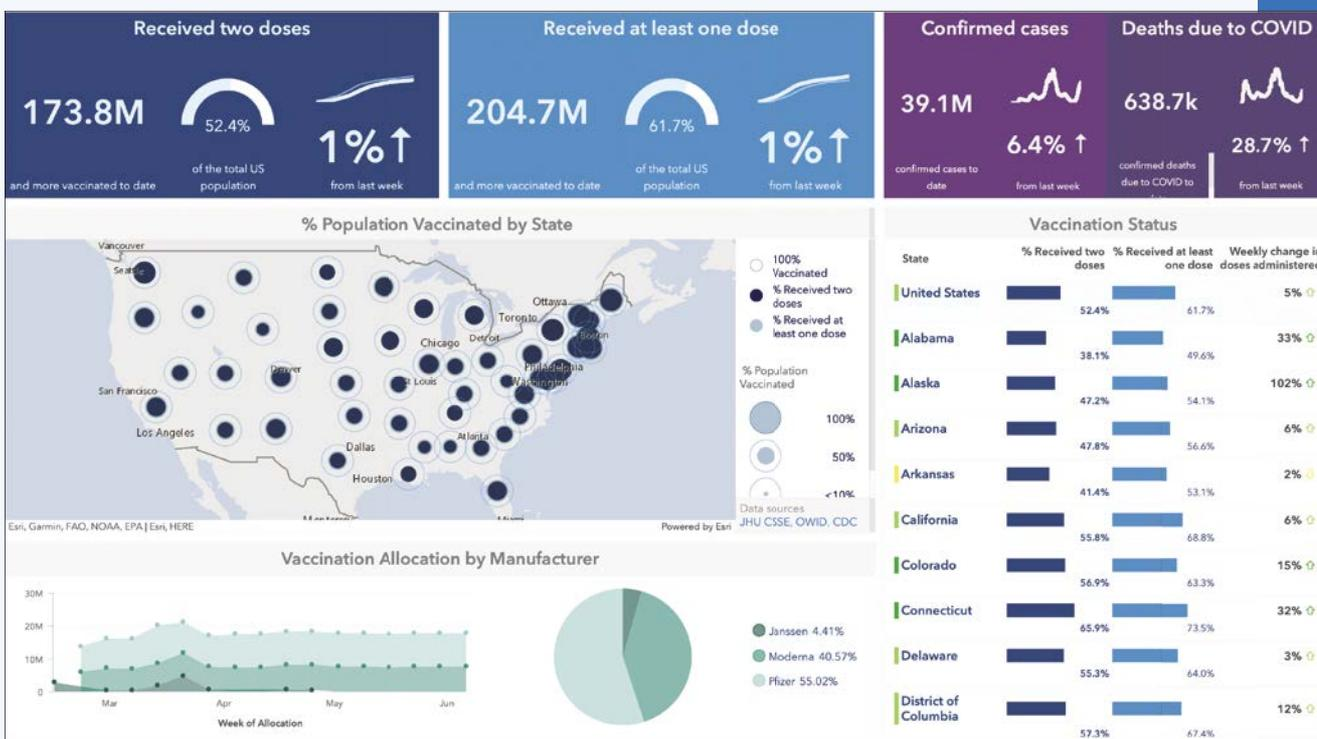 Received two doses
173.8M
and more vaccinated to date
52.4%
of the total US
population
1%↑
from last week
Received at least one dose
204.7M
and more vaccinated to date
61.7%
of the total US
population
1%↑
from last week
Confirmed cases
39.1M
confirmed cases to
date
6.4% ↑
from last week
Deaths due to COVID
638.7k
confirmed deaths
due to COVID to
28.7% ↑
from last week
% Population Vaccinated by State
Vancouver
Seattle
Ottawa
Toronto
Boston
Chicago
Detroit
Denver
Philadelphia
St Louis
Washington
San Francisco
Los Angeles
Atlanta
Dallas
Houston
Monterrey
Miami
Esri, Garmin, FAO, NOAA, EPA | Esri, HERE
Powered by Esri
100%
Vaccinated
% Received two
doses
% Received at
least one dose
% Population
Vaccinated
100%
50%
<10%
Data sources
JHU CSSE, OWID, CDC
Vaccination Allocation by Manufacturer
30M
20M
10M
0
Mar
Apr
May
Jun
Week of Allocation
Janssen 4.41%
Moderna 40.57%
Pfizer 55.02%
Vaccination Status
State
% Received two
doses
% Received at least
one dose
Weekly change in
doses administered
United States
52.4%
61.7%
5%
Alabama
38.1%
49.6%
33%
Alaska
47.2%
54.1%
102%
Arizona
47.8%
56.6%
6%
Arkansas
41.4%
53.1%
2%
California
55.8%
68.8%
6%
Colorado
56.9%
63.3%
15%
Connecticut
65.9%
73.5%
32%
Delaware
55.3%
64.0%
3%
District of
Columbia
57.3%
67.4%
12%